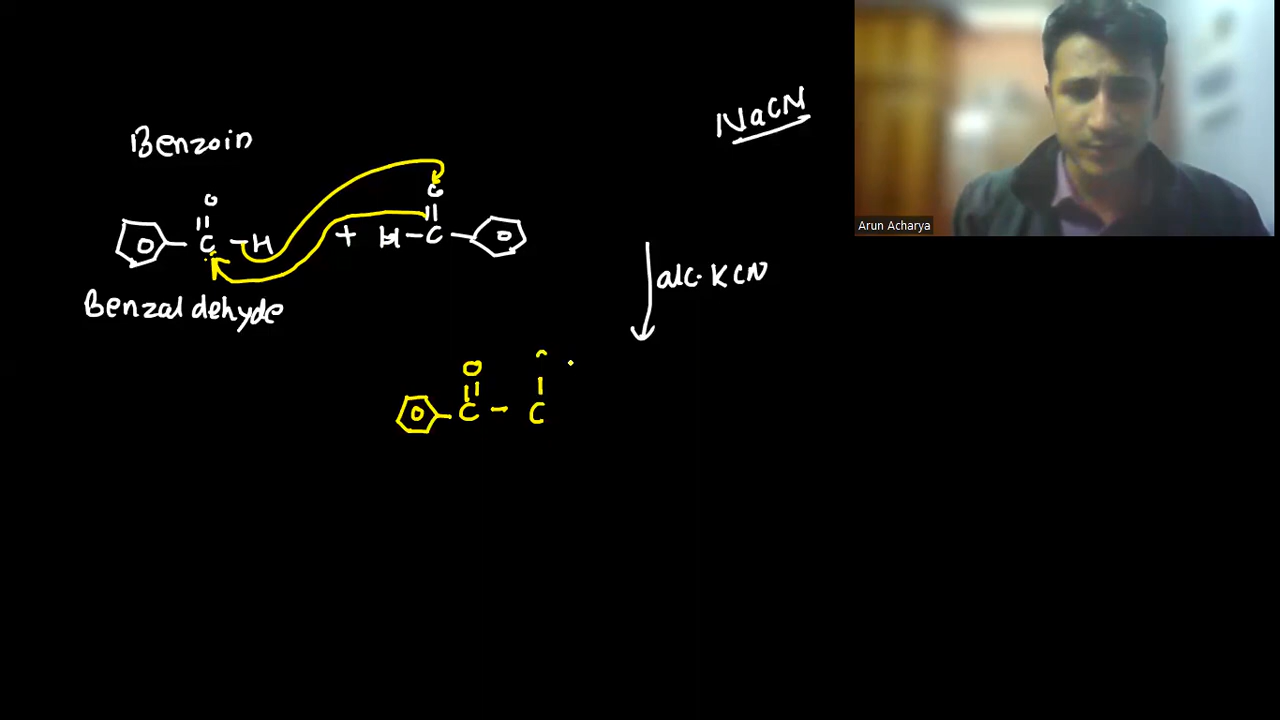 NaCN
Benzoin
O O
C - H + H - C
alc. KCN
Benzaldehyde
O
C - C
Arun Acharya